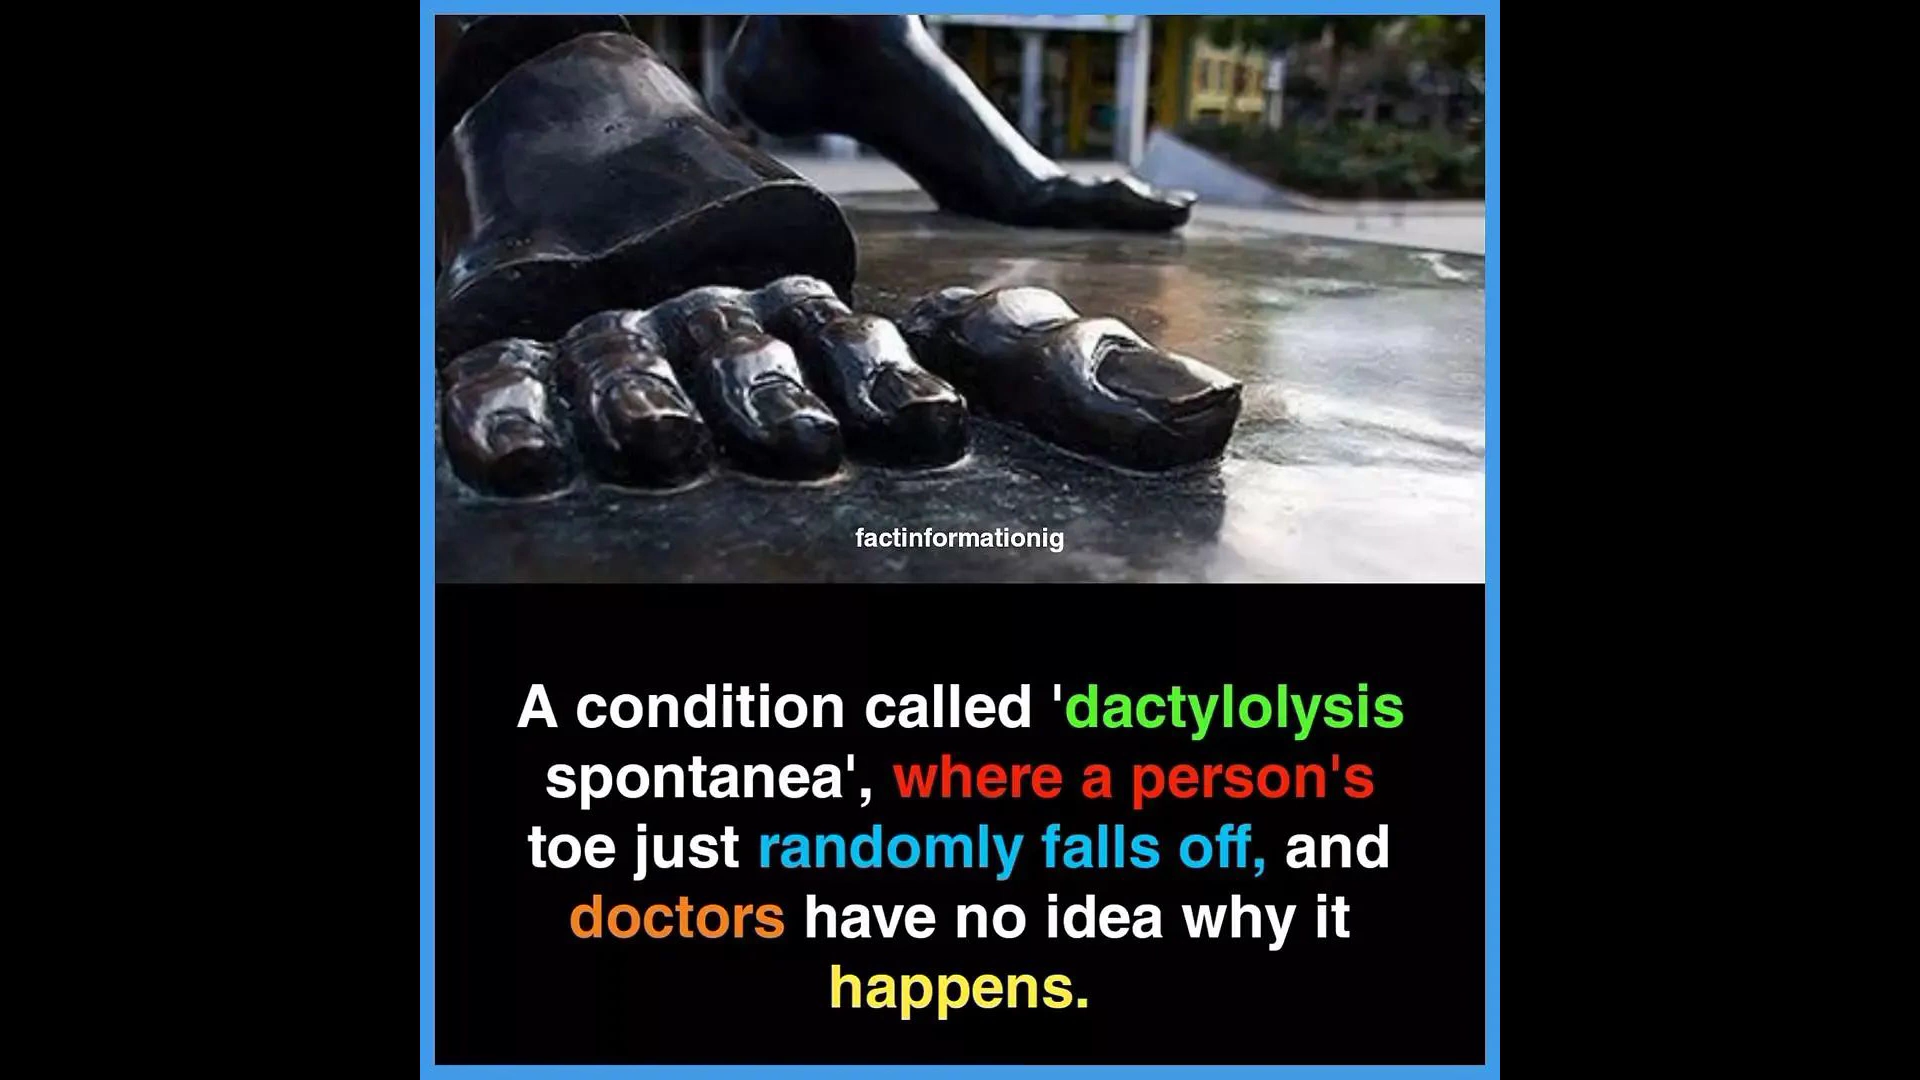 factinformationig
A condition called 'dactylolysis
spontanea', where a person's
toe just randomly falls off, and
doctors have no idea why it
happens.